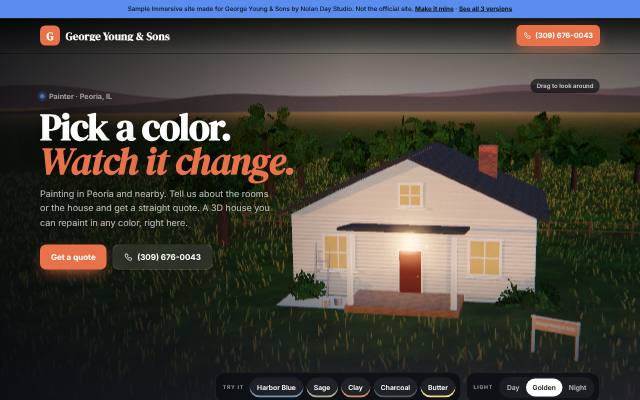 Sample Immersive site made for George Young & Sons by Nolan Day Studio. Not the official site. Make it mine · See all 3 versions
G George Young & Sons
(309) 676-0043
Drag to look around
Painter · Peoria, IL
Pick a color.
Watch it change.
Painting in Peoria and nearby. Tell us about the rooms
or the house and get a straight quote. A 3D house you
can repaint in any color, right here.
Get a quote
(309) 676-0043
TRY IT Harbor Blue Sage Clay Charcoal Butter
LIGHT Day Golden Night